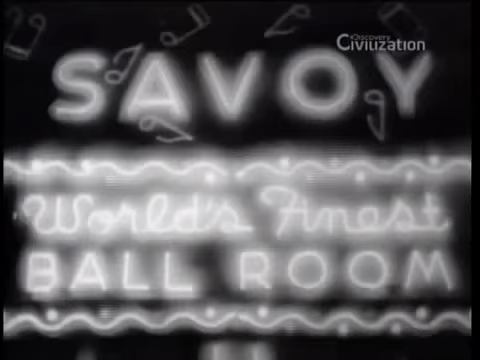 Discovery
Civilization
SAVOY
World's Finest
BALL ROOM